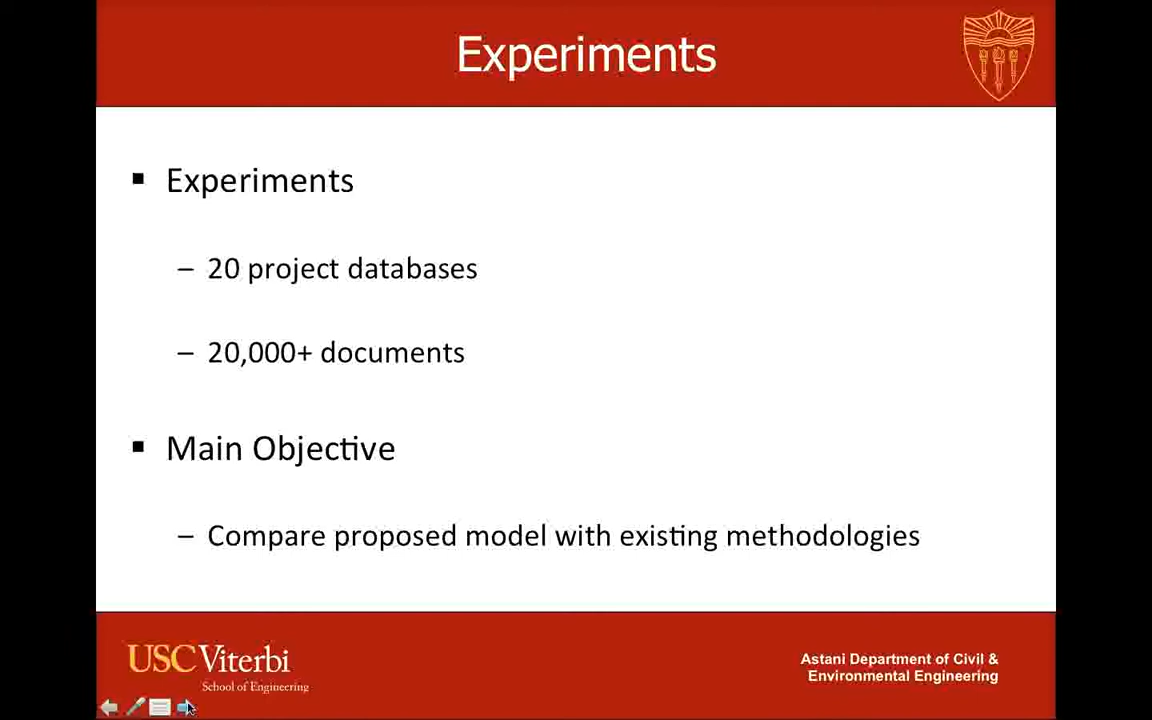 Experiments
▪ Experiments
– 20 project databases
– 20,000+ documents
▪ Main Objective
– Compare proposed model with existing methodologies
USC Viterbi
School of Engineering
Astani Department of Civil &
Environmental Engineering